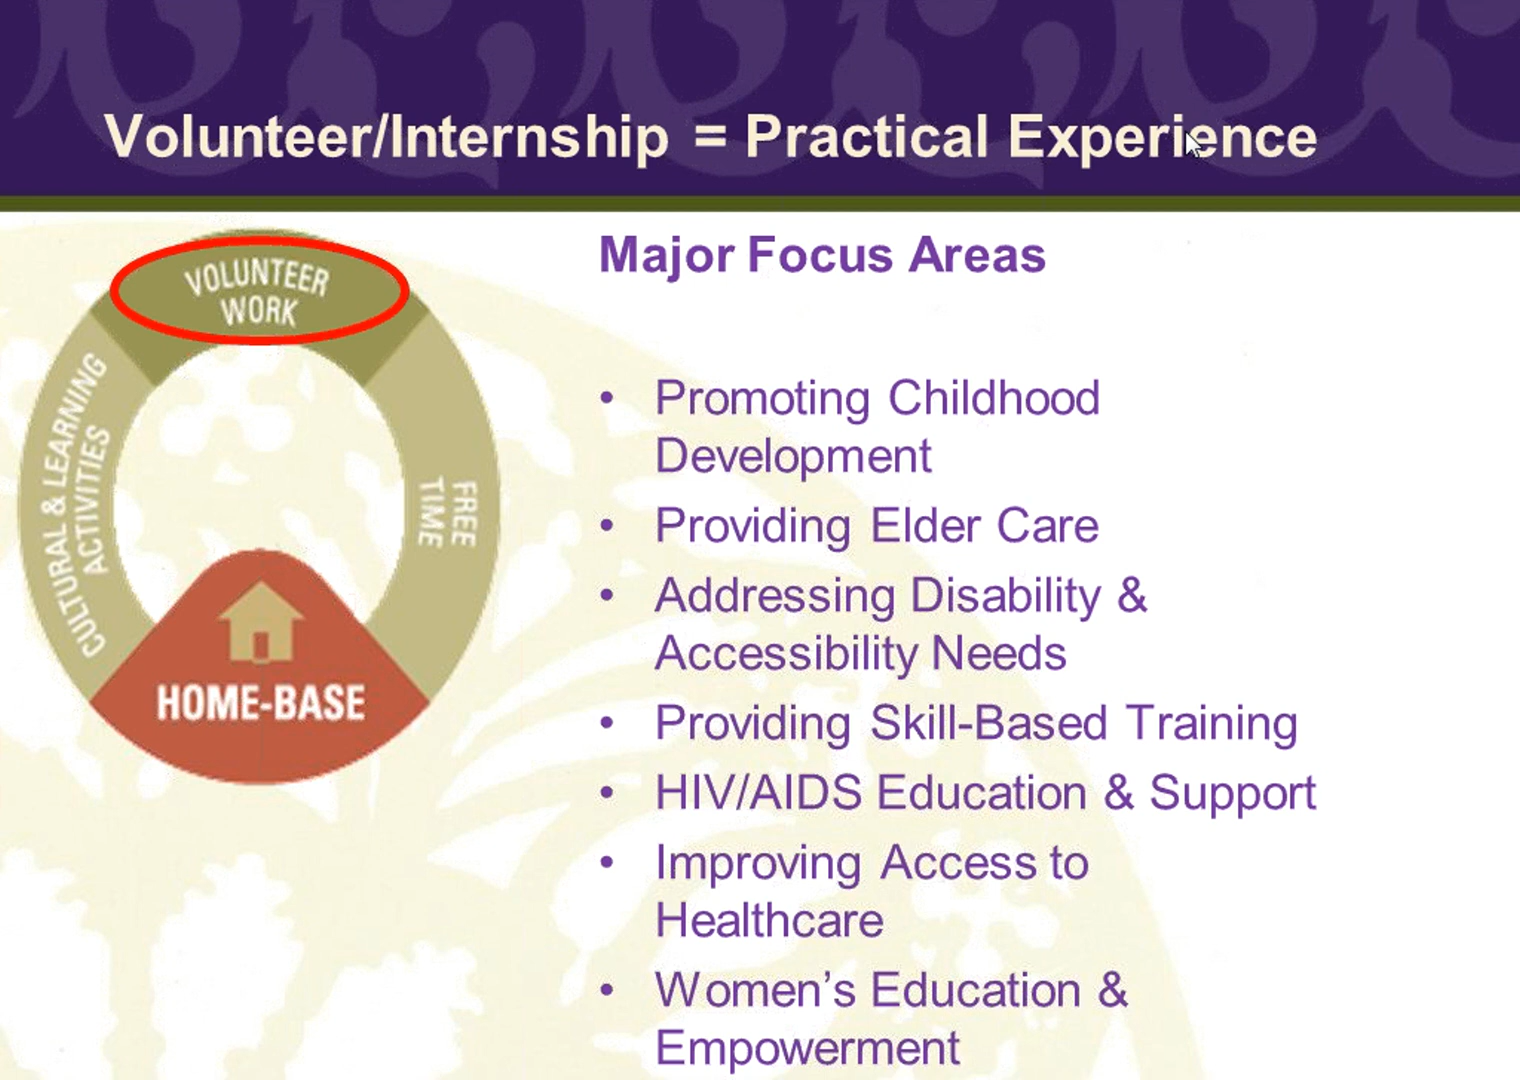 Volunteer/Internship = Practical Experience
VOLUNTEER
WORK
CULTURAL & LEARNING
ACTIVITIES
FREE
TIME
HOME-BASE
Major Focus Areas
• Promoting Childhood
Development
• Providing Elder Care
• Addressing Disability &
Accessibility Needs
• Providing Skill-Based Training
• HIV/AIDS Education & Support
• Improving Access to
Healthcare
• Women’s Education &
Empowerment